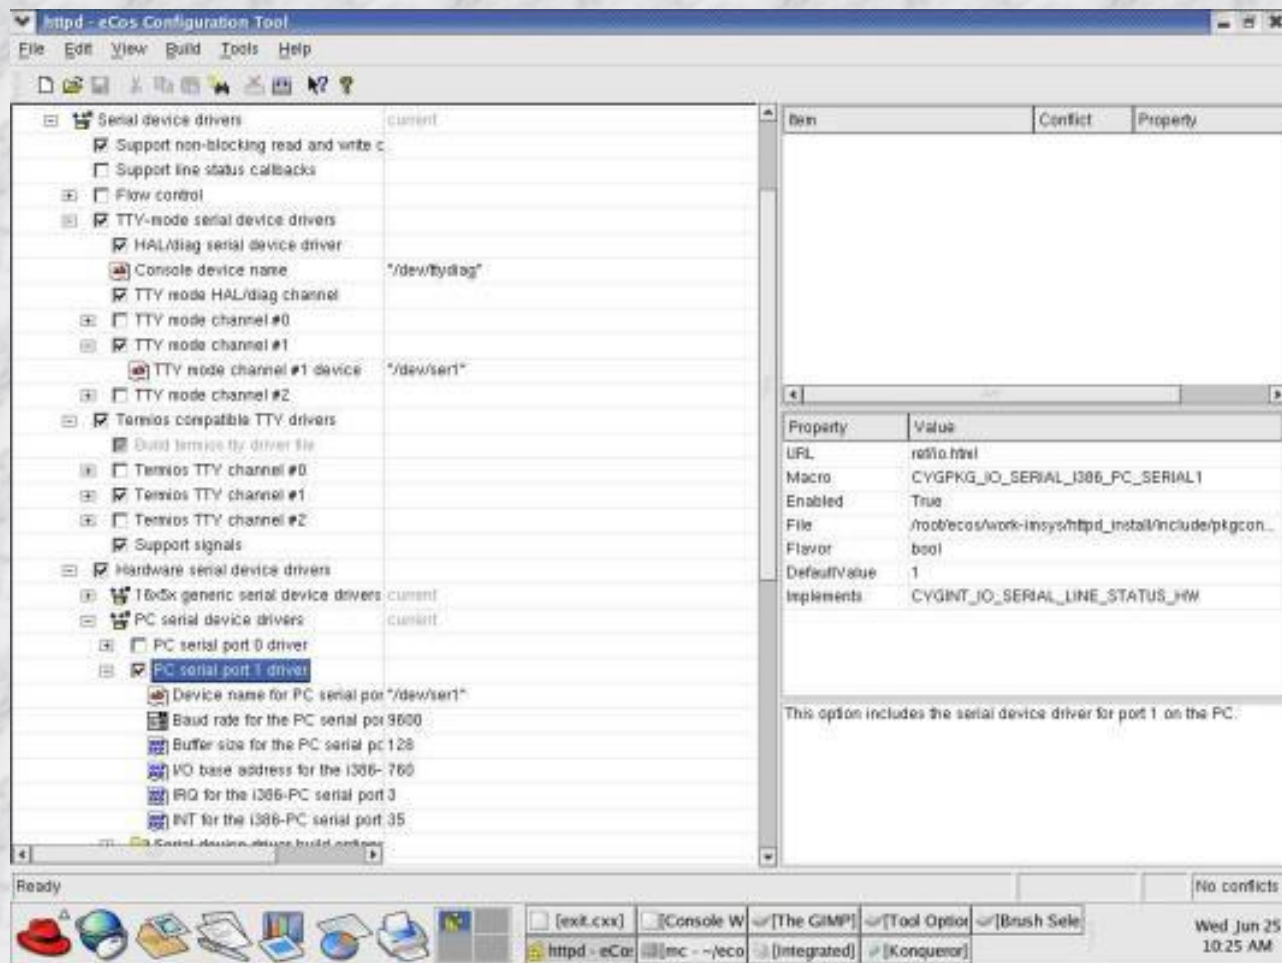 httpd - eCos Configuration Tool
File Edit View Build Tools Help
Serial device drivers current
Support non-blocking read and write c
Support line status callbacks
Flow control
TTY-mode serial device drivers
HAL/diag serial device driver
Console device name "/dev/ttydiag"
TTY mode HAL/diag channel
TTY mode channel #0
TTY mode channel #1
TTY mode channel #1 device "/dev/ser1"
TTY mode channel #2
Termios compatible TTY drivers
Build termios tty driver file
Termios TTY channel #0
Termios TTY channel #1
Termios TTY channel #2
Support signals
Hardware serial device drivers
16x5x generic serial device drivers current
PC serial device drivers current
PC serial port 0 driver
PC serial port 1 driver
Device name for PC serial por "/dev/ser1"
Baud rate for the PC serial por 9600
Buffer size for the PC serial pc 128
I/O base address for the i386- 760
IRQ for the i386-PC serial port 3
INT for the i386-PC serial port 35
Serial device driver build options
Item Conflict Property
Property Value
URL ref/io.html
Macro CYGPKG_IO_SERIAL_I386_PC_SERIAL1
Enabled True
File /root/ecos/work-imsys/httpd_install/include/pkgcon...
Flavor bool
DefaultValue 1
Implements CYGINT_IO_SERIAL_LINE_STATUS_HW
This option includes the serial device driver for port 1 on the PC.
Ready No conflicts
[exit.cxx] [Console W [The GIMP] [Tool Option [Brush Sele
httpd - eCos [mc - ~/eco [Integrated] [Konqueror]
Wed Jun 25
10:25 AM